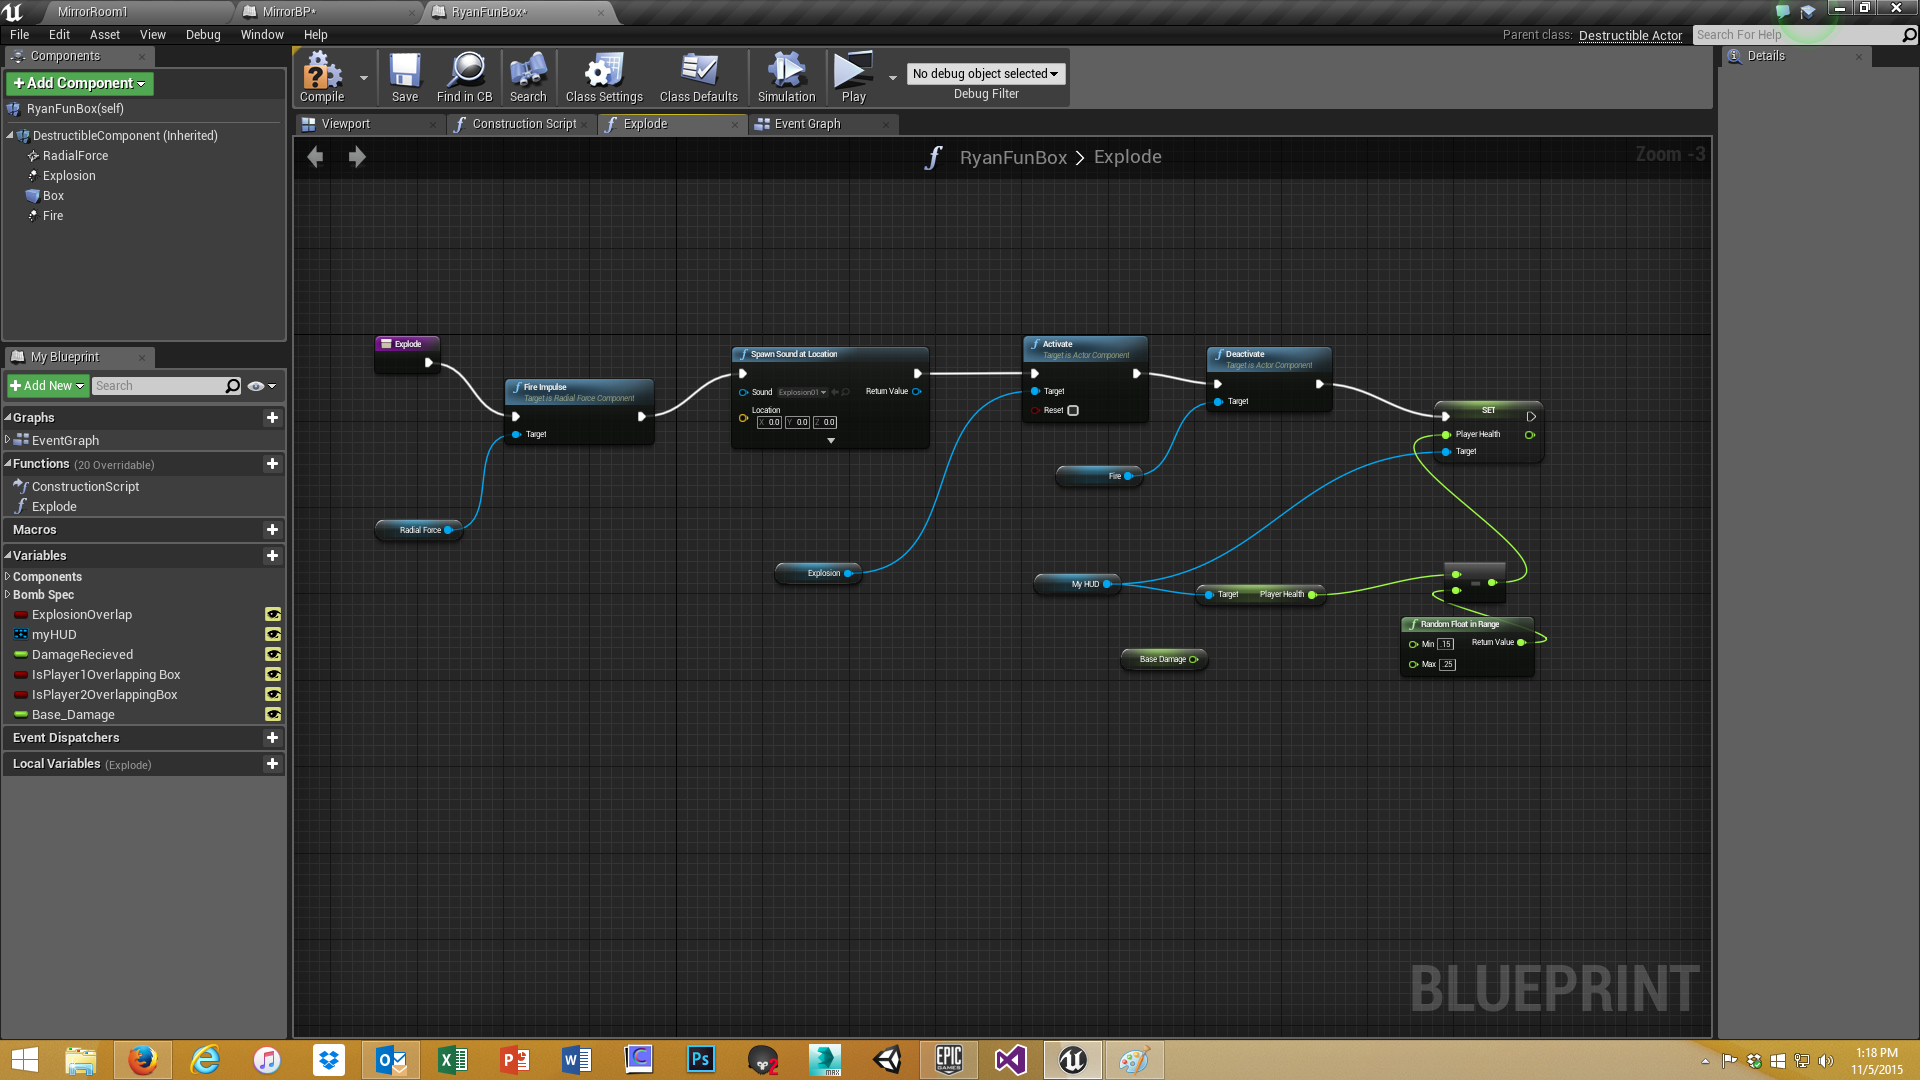 MirrorRoom1
MirrorBP*
RyanFunBox*
File Edit Asset View Debug Window Help
Parent class: Destructible Actor
Search For Help
Components
Details
+Add Component
RyanFunBox(self)
DestructibleComponent (Inherited)
RadialForce
Explosion
Box
Fire
Compile
Save
Find in CB
Search
Class Settings
Class Defaults
Simulation
Play
No debug object selected
Debug Filter
Viewport
Construction Script
Explode
Event Graph
RyanFunBox > Explode
Zoom -3
My Blueprint
+Add New
Search
Graphs
EventGraph
Functions (20 Overridable)
ConstructionScript
Explode
Macros
Variables
Components
Bomb Spec
ExplosionOverlap
myHUD
DamageRecieved
IsPlayer1Overlapping Box
IsPlayer2OverlappingBox
Base_Damage
Event Dispatchers
Local Variables (Explode)
Explode
Fire Impulse
Target is Radial Force Component
Target
Radial Force
Spawn Sound at Location
Sound Explosion01 Return Value
Location
X 0.0 Y 0.0 Z 0.0
Explosion
Activate
Target is Actor Component
Target
Reset
Deactivate
Target is Actor Component
Target
Fire
SET
Player Health
Target
My HUD
Target Player Health
Base Damage
Random Float in Range
Min .15 Return Value
Max .25
BLUEPRINT
Ps
2
MAX
EPIC
GAMES
1:18 PM
11/5/2015